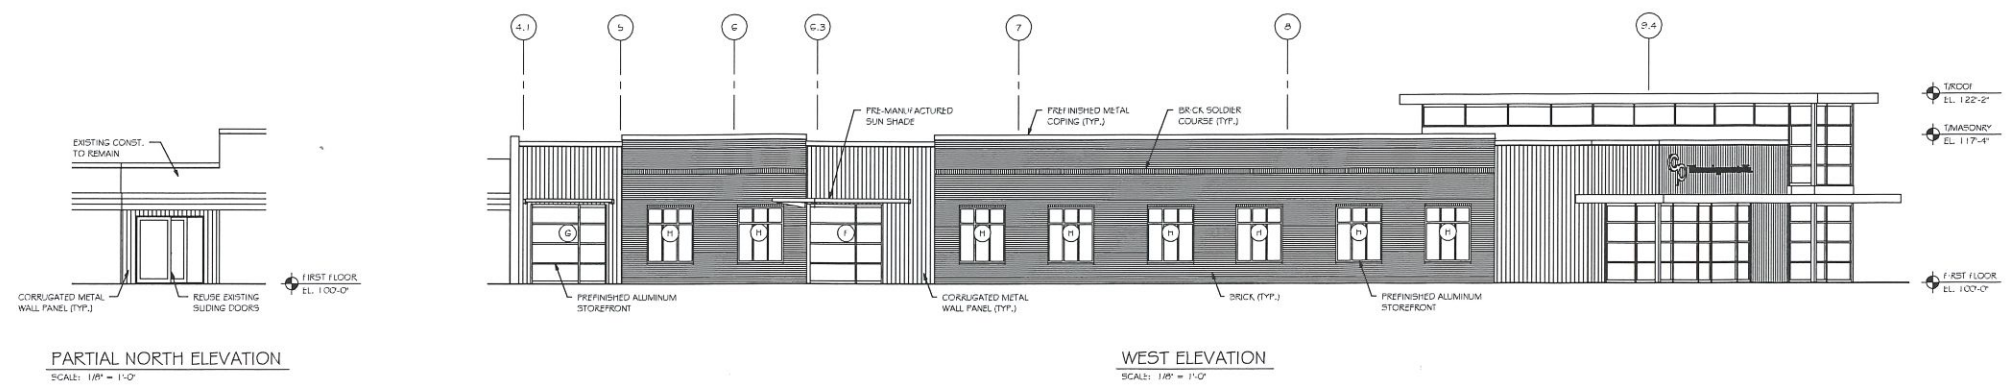 4.1
5
6
6.3
7
8
9.4
T/ROOF
EL. 122'-2"
T/MASONRY
EL. 117'-4"
PRE-MANUFACTURED
SUN SHADE
PREFINISHED METAL
COPING (TYP.)
BRICK SOLDIER
COURSE (TYP.)
EXISTING CONST.
TO REMAIN
G
H
H
F
H
H
H
H
H
H
FIRST FLOOR
EL. 100'-0"
FIRST FLOOR
EL. 100'-0"
CORRUGATED METAL
WALL PANEL (TYP.)
REUSE EXISTING
SLIDING DOORS
PREFINISHED ALUMINUM
STOREFRONT
CORRUGATED METAL
WALL PANEL (TYP.)
BRICK (TYP.)
PREFINISHED ALUMINUM
STOREFRONT
PARTIAL NORTH ELEVATION
SCALE: 1/8" = 1'-0"
WEST ELEVATION
SCALE: 1/8" = 1'-0"